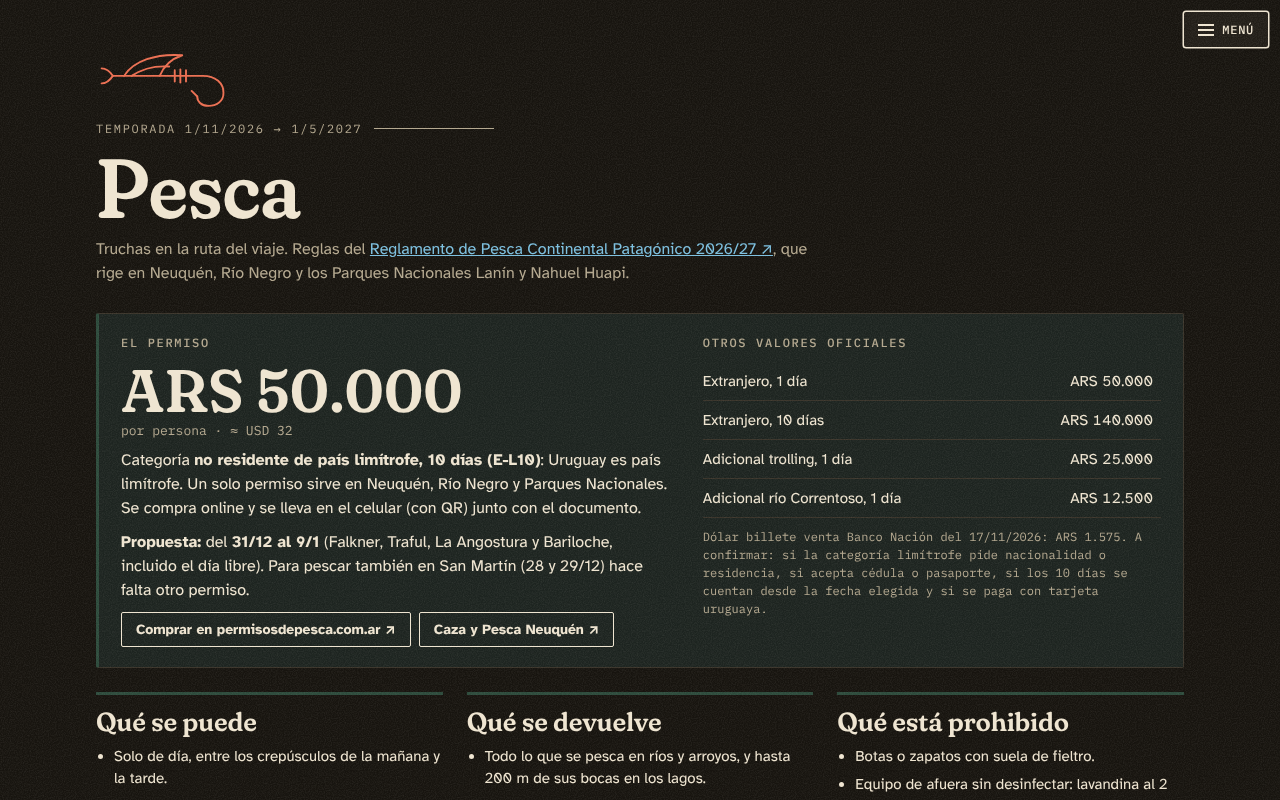 MENÚ
TEMPORADA 1/11/2026 → 1/5/2027
Pesca
Truchas en la ruta del viaje. Reglas del Reglamento de Pesca Continental Patagónico 2026/27 ↗, que
rige en Neuquén, Río Negro y los Parques Nacionales Lanín y Nahuel Huapi.
EL PERMISO
ARS 50.000
por persona · ≈ USD 32
Categoría no residente de país limítrofe, 10 días (E-L10): Uruguay es país
limítrofe. Un solo permiso sirve en Neuquén, Río Negro y Parques Nacionales.
Se compra online y se lleva en el celular (con QR) junto con el documento.
Propuesta: del 31/12 al 9/1 (Falkner, Traful, La Angostura y Bariloche,
incluido el día libre). Para pescar también en San Martín (28 y 29/12) hace
falta otro permiso.
Comprar en permisosdepesca.com.ar ↗
Caza y Pesca Neuquén ↗
OTROS VALORES OFICIALES
Extranjero, 1 día ARS 50.000
Extranjero, 10 días ARS 140.000
Adicional trolling, 1 día ARS 25.000
Adicional río Correntoso, 1 día ARS 12.500
Dólar billete venta Banco Nación del 17/11/2026: ARS 1.575. A
confirmar: si la categoría limítrofe pide nacionalidad o
residencia, si acepta cédula o pasaporte, si los 10 días se
cuentan desde la fecha elegida y si se paga con tarjeta
uruguaya.
Qué se puede
• Solo de día, entre los crepúsculos de la mañana y
la tarde.
Qué se devuelve
• Todo lo que se pesca en ríos y arroyos, y hasta
200 m de sus bocas en los lagos.
Qué está prohibido
• Botas o zapatos con suela de fieltro.
• Equipo de afuera sin desinfectar: lavandina al 2